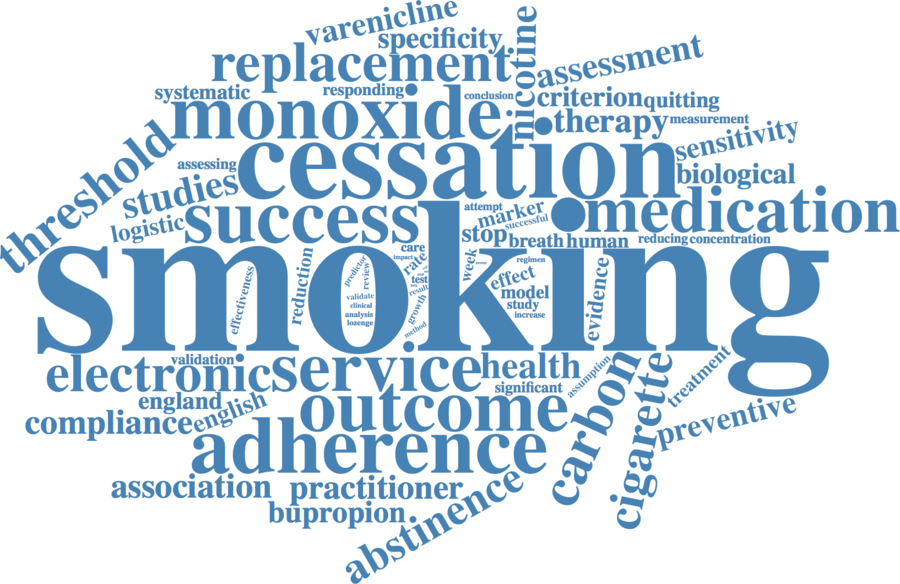 varenicline
specificity
nicotine
replacement
assessment
systematic
responding
conclusion
criterion
quitting
monoxide
therapy
measurement
threshold
cessation
sensitivity
assessing
biological
studies
medication
logistic
success
attempt
marker
successful
stop
breath
human
reducing
concentration
smoking
care
impact
rate
week
error
regimen
effectiveness
reduction
predictor
review
test
result
growth
method
validate
clinical
analysis
lozenge
effect
model
study
increase
evidence
validation
electronic
service
health
significant
assumption
carbon
cigarette
treatment
england
english
compliance
outcome
preventive
adherence
association
practitioner
bupropion
abstinence